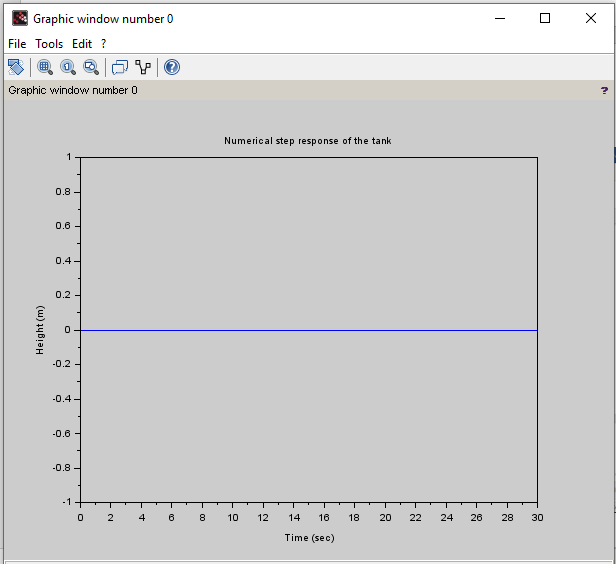 Graphic window number 0
File Tools Edit ?
Graphic window number 0 ?
Numerical step response of the tank
1
0.8
0.6
0.4
0.2
0
-0.2
-0.4
-0.6
-0.8
-1
Height (m)
0 2 4 6 8 10 12 14 16 18 20 22 24 26 28 30
Time (sec)